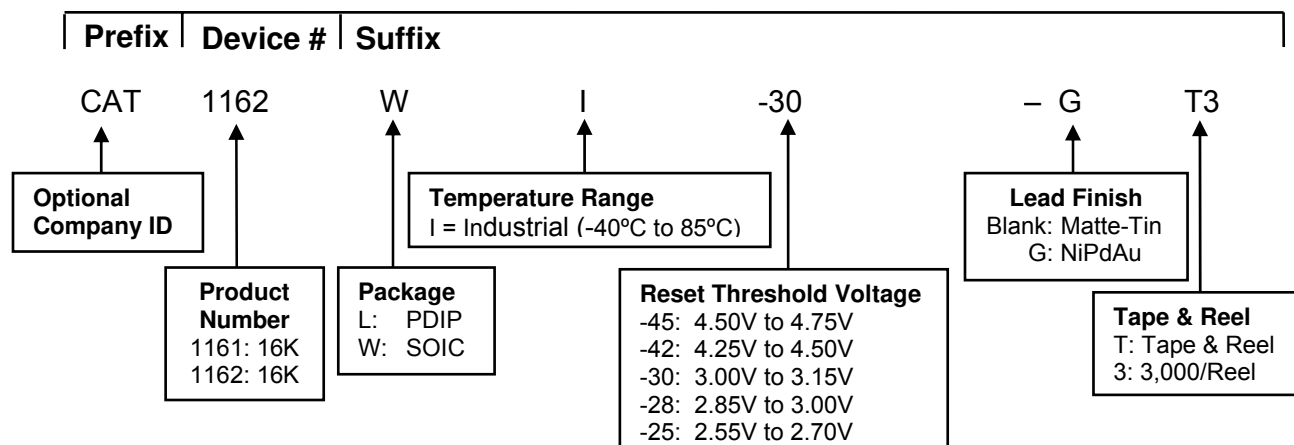 Prefix Device # Suffix
CAT 1162 W I -30 – G T3
Optional
Company ID
Temperature Range
I = Industrial (-40ºC to 85ºC)
Lead Finish
Blank: Matte-Tin
G: NiPdAu
Product
Number
1161: 16K
1162: 16K
Package
L: PDIP
W: SOIC
Reset Threshold Voltage
-45: 4.50V to 4.75V
-42: 4.25V to 4.50V
-30: 3.00V to 3.15V
-28: 2.85V to 3.00V
-25: 2.55V to 2.70V
Tape & Reel
T: Tape & Reel
3: 3,000/Reel